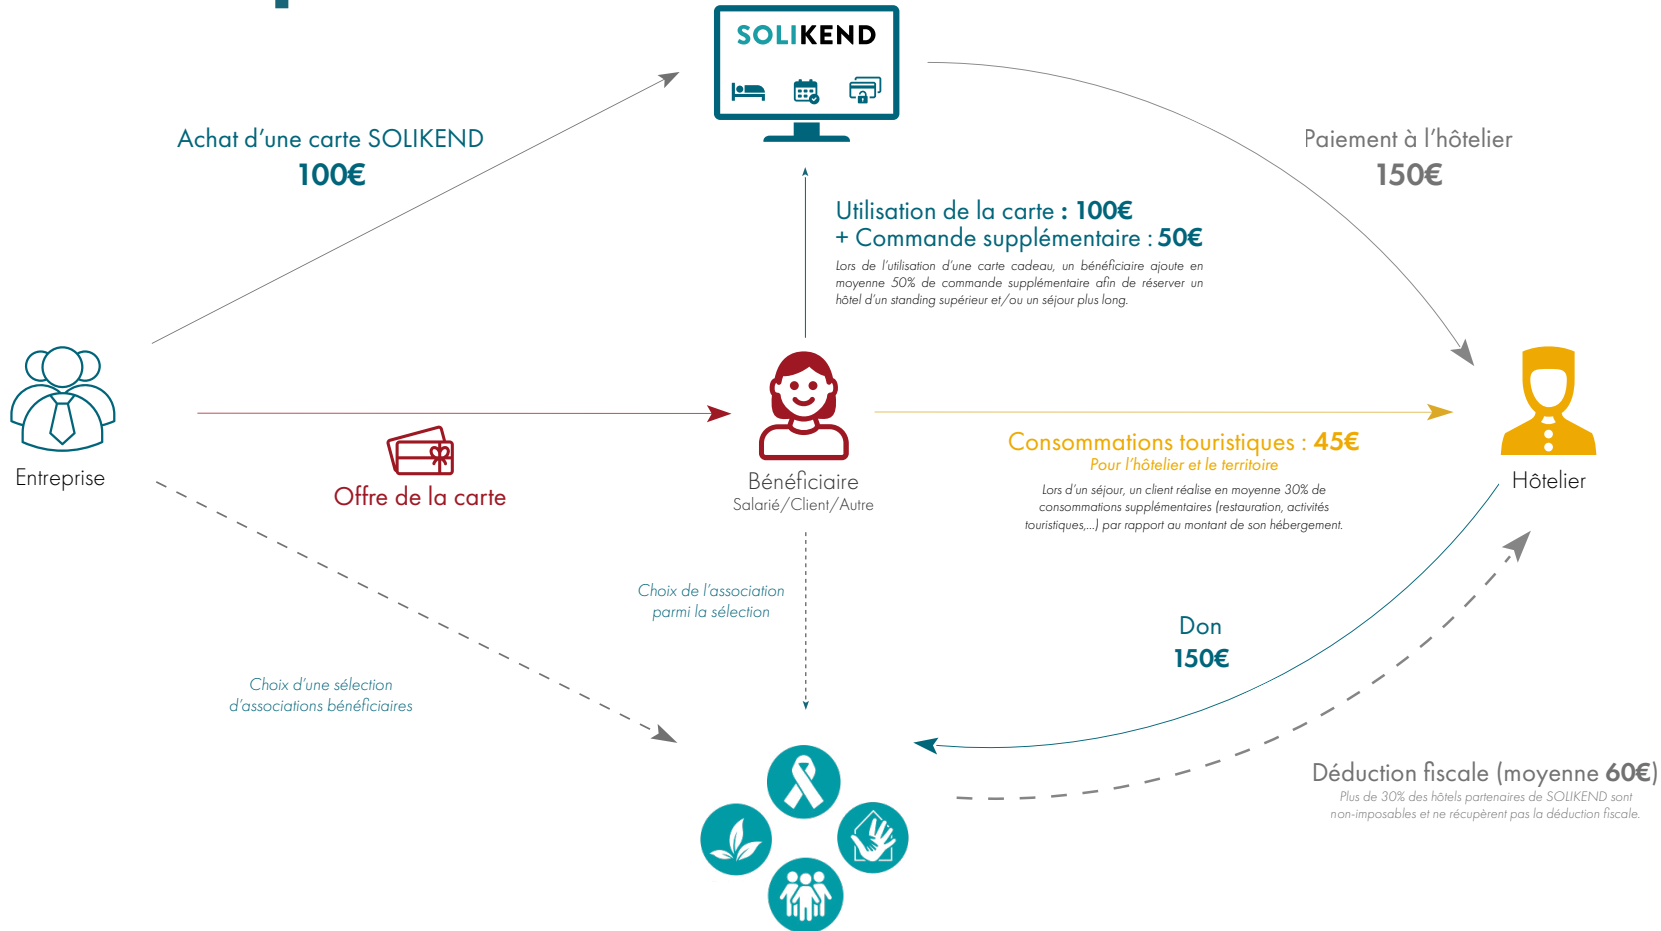 SOLIKEND
Achat d’une carte SOLIKEND
100€
Paiement à l’hôtelier
150€
Utilisation de la carte : 100€
+ Commande supplémentaire : 50€
Lors de l’utilisation d’une carte cadeau, un bénéficiaire ajoute en
moyenne 50% de commande supplémentaire afin de réserver un
hôtel d’un standing supérieur et/ou un séjour plus long.
Entreprise
Offre de la carte
Bénéficiaire
Salarié/Client/Autre
Consommations touristiques : 45€
Pour l’hôtelier et le territoire
Lors d’un séjour, un client réalise en moyenne 30% de
consommations supplémentaires (restauration, activités
touristiques,...) par rapport au montant de son hébergement.
Hôtelier
Choix de l’association
parmi la sélection
Choix d’une sélection
d’associations bénéficiaires
Don
150€
Déduction fiscale (moyenne 60€)
Plus de 30% des hôtels partenaires de SOLIKEND sont
non-imposables et ne récupèrent pas la déduction fiscale.